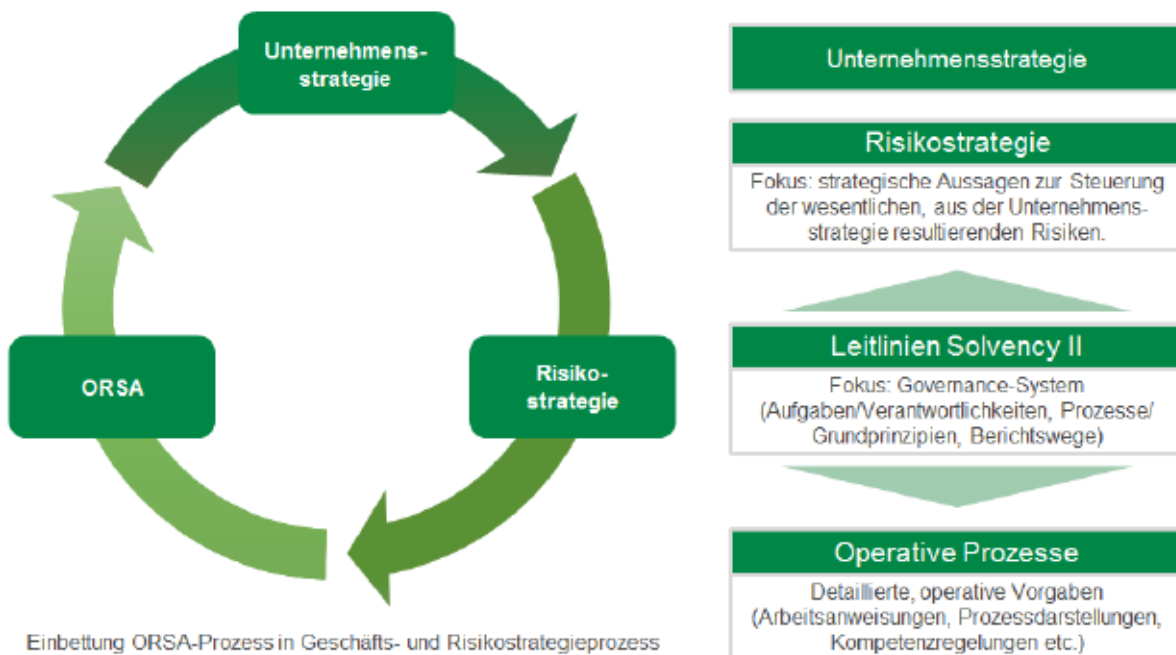 Unternehmens-
strategie
ORSA
Risiko-
strategie
Einbettung ORSA-Prozess in Geschäfts- und Risikostrategieprozess
Unternehmensstrategie
Risikostrategie
Fokus: strategische Aussagen zur Steuerung
der wesentlichen, aus der Unternehmens-
strategie resultierenden Risiken.
Leitlinien Solvency II
Fokus: Governance-System
(Aufgaben/Verantwortlichkeiten, Prozesse/
Grundprinzipien, Berichtswege)
Operative Prozesse
Detaillierte, operative Vorgaben
(Arbeitsanweisungen, Prozessdarstellungen,
Kompetenzregelungen etc.)